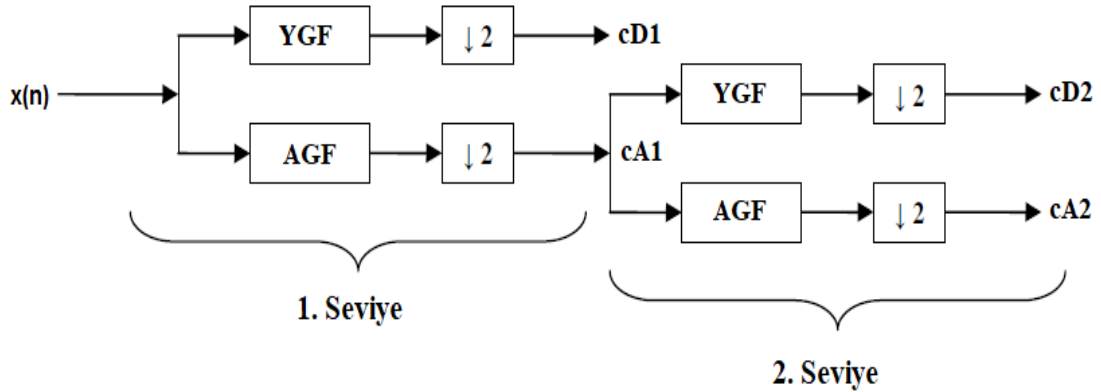 YGF
↓ 2
cD1
x(n)
YGF
↓ 2
cD2
AGF
↓ 2
cA1
AGF
↓ 2
cA2
1. Seviye
2. Seviye